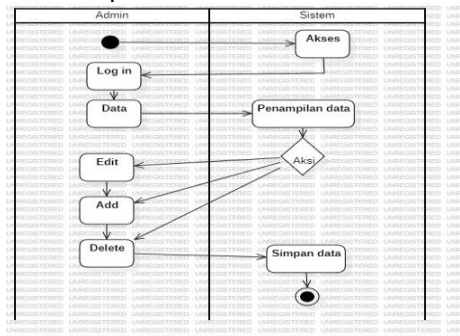 Admin
Sistem
Akses
Log in
Data
Penampilan data
Aksi
Edit
Add
Delete
Simpan data